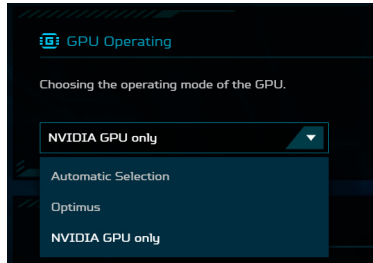 GPU Operating
Choosing the operating mode of the GPU.
NVIDIA GPU only
Automatic Selection
Optimus
NVIDIA GPU only